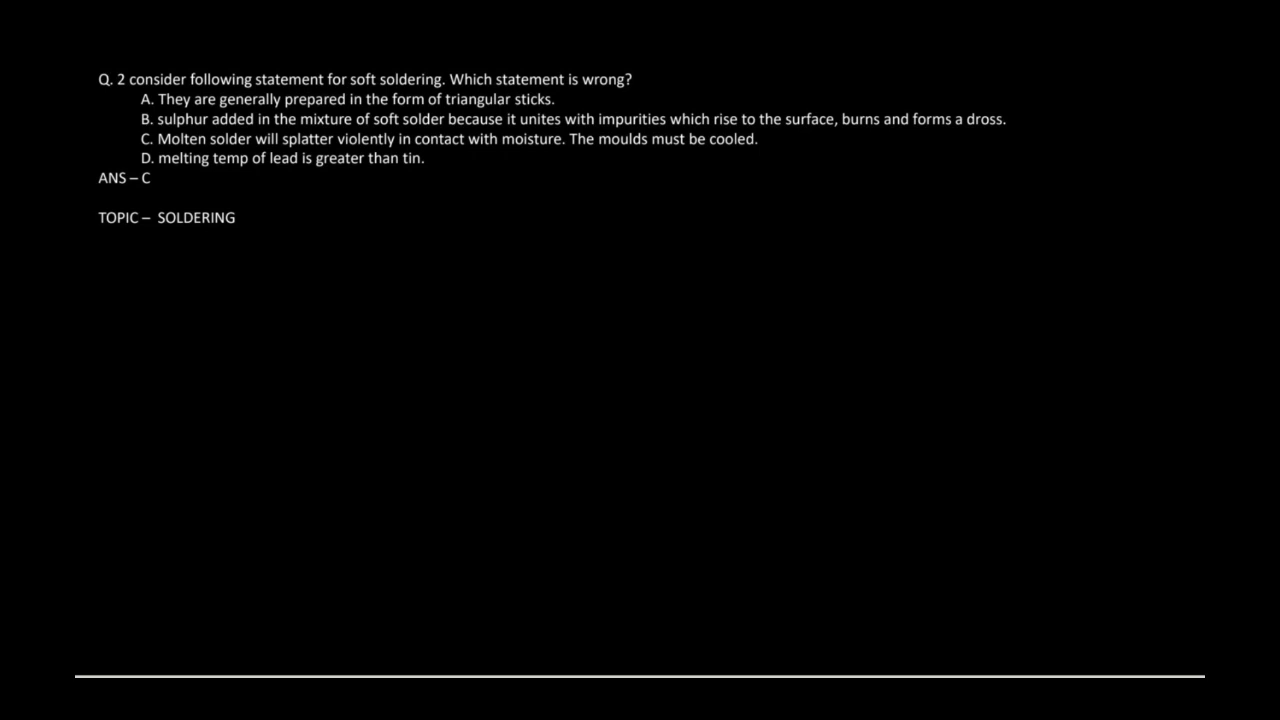 Q. 2 consider following statement for soft soldering. Which statement is wrong?
A. They are generally prepared in the form of triangular sticks.
B. sulphur added in the mixture of soft solder because it unites with impurities which rise to the surface, burns and forms a dross.
C. Molten solder will splatter violently in contact with moisture. The moulds must be cooled.
D. melting temp of lead is greater than tin.
ANS – C
TOPIC – SOLDERING